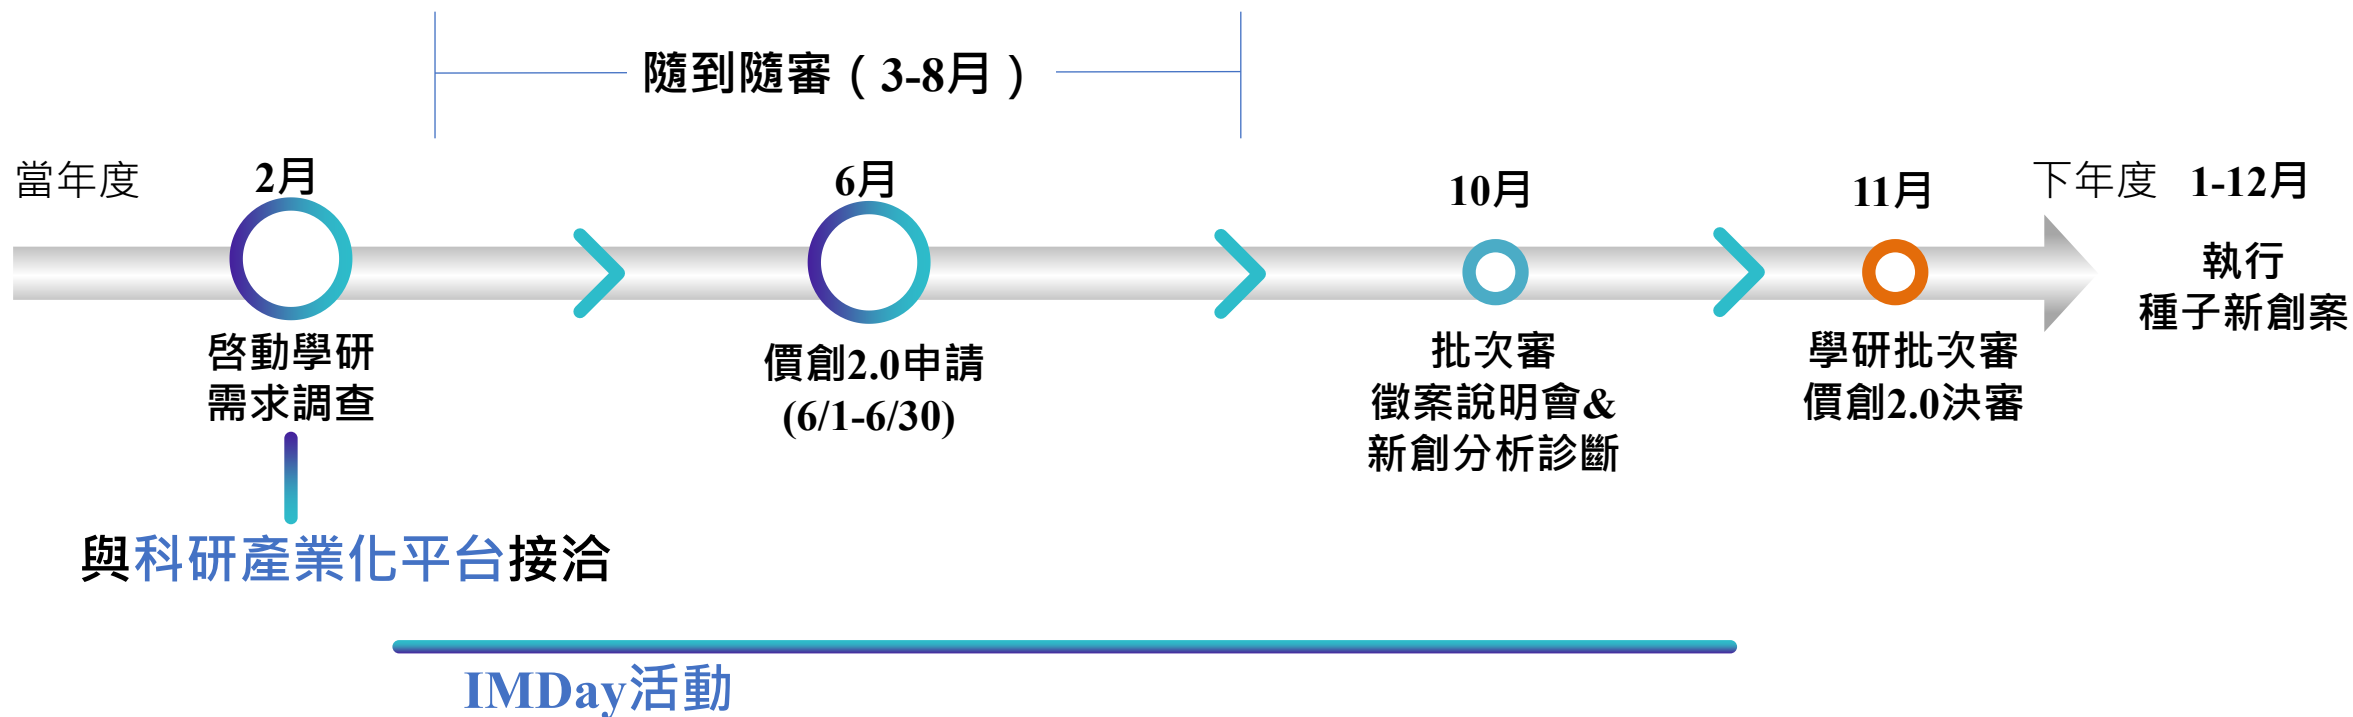 隨到隨審（3-8月）
當年度
2月
6月
10月
11月
下年度 1-12月
啓動學研
需求調查
價創2.0申請
(6/1-6/30)
批次審
徵案說明會&
新創分析診斷
學研批次審
價創2.0決審
執行
種子新創案
與科研產業化平台接洽
IMDay活動